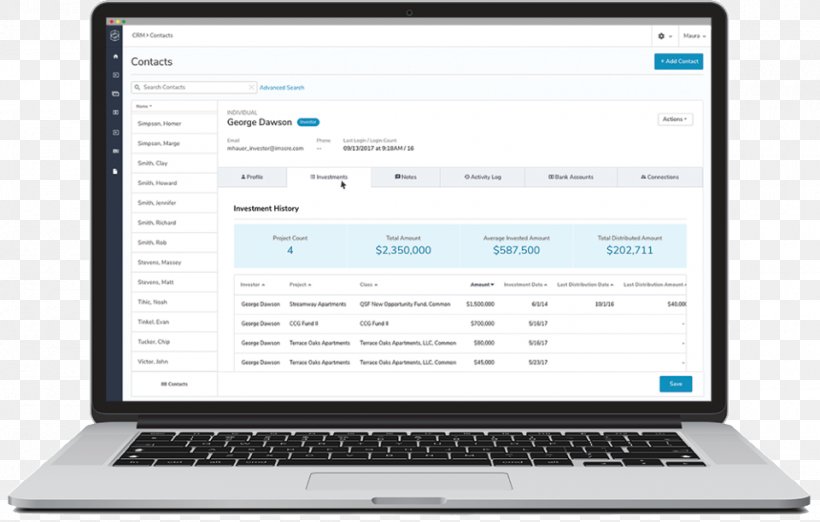 CRM > Contacts
Maura
Contacts
+ Add Contact
Search Contacts
Advanced Search
Name
Simpson, Homer
Simpson, Marge
Smith, Clay
Smith, Howard
Smith, Jennifer
Smith, Richard
Smith, Rob
Stevens, Massey
Stevens, Matt
Tihic, Noah
Tinkel, Evan
Tucker, Chip
Victor, John
88 Contacts
INDIVIDUAL
George Dawson Investor
Actions
Email Phone Last Login / Login Count
mhauor_investor@imscre.com -- 09/13/2017 at 9:18AM / 16
Profile Investments Notes Activity Log Bank Accounts Connections
Investment History
Project Count Total Amount Average Invested Amount Total Distributed Amount
4 $2,350,000 $587,500 $202,711
Investor Project Class Amount Investment Date Last Distribution Date Last Distribution Amount
George Dawson Streamway Apartments QSF New Opportunity Fund, Common $1,500,000 6/1/14 10/1/16 $40,000
George Dawson CCG Fund II CCG Fund II $700,000 5/16/17 -
George Dawson Terrace Oaks Apartments Terrace Oaks Apartments, LLC, Common $80,000 5/16/17 -
George Dawson Terrace Oaks Apartments Terrace Oaks Apartments, LLC, Common $45,000 5/23/17 -
Save